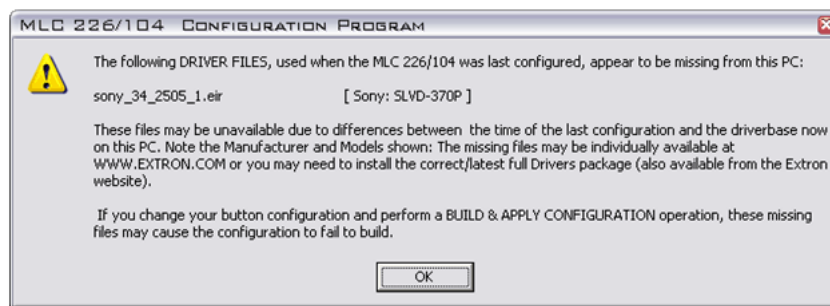 MLC 226/104 CONFIGURATION PROGRAM
The following DRIVER FILES, used when the MLC 226/104 was last configured, appear to be missing from this PC:
sony_34_2505_1.eir [ Sony: SLVD-370P ]
These files may be unavailable due to differences between the time of the last configuration and the driverbase now
on this PC. Note the Manufacturer and Models shown: The missing files may be individually available at
WWW.EXTRON.COM or you may need to install the correct/latest full Drivers package (also available from the Extron
website).
If you change your button configuration and perform a BUILD & APPLY CONFIGURATION operation, these missing
files may cause the configuration to fail to build.
OK